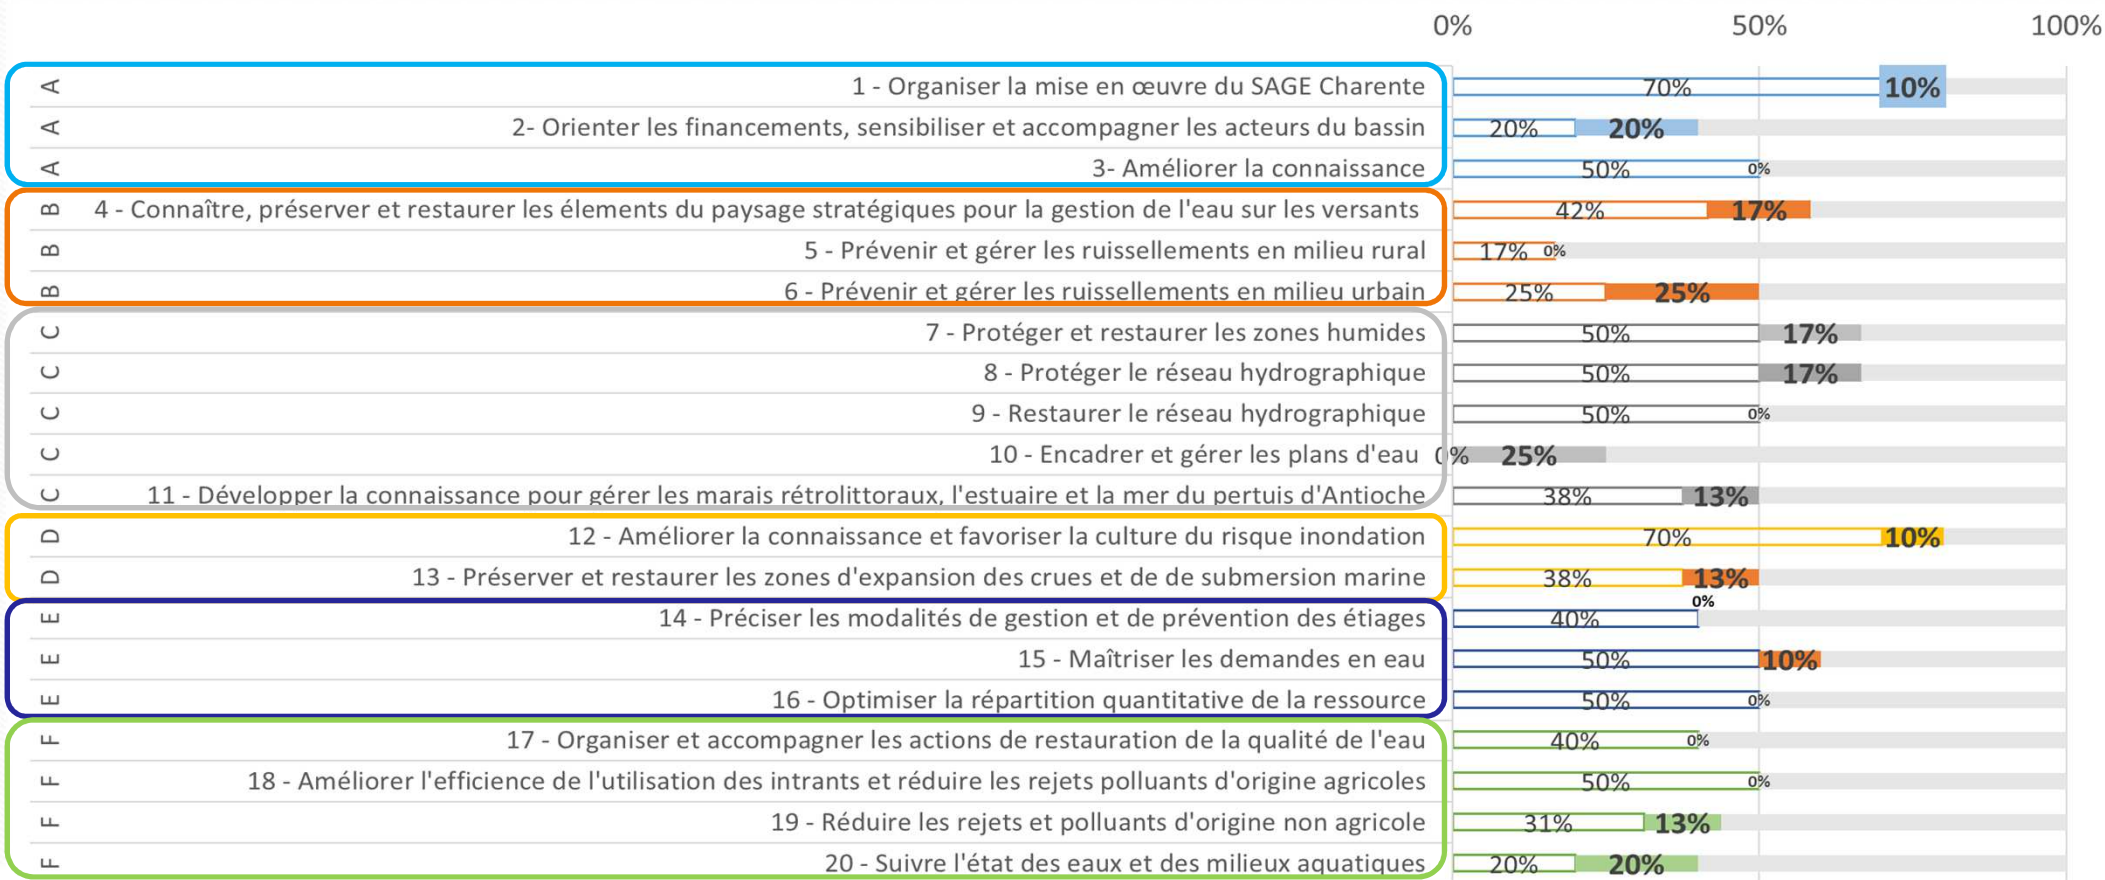 0% 50% 100%
A 1 - Organiser la mise en œuvre du SAGE Charente 70% 10%
A 2- Orienter les financements, sensibiliser et accompagner les acteurs du bassin 20% 20%
A 3- Améliorer la connaissance 50% 0%
B 4 - Connaître, préserver et restaurer les élements du paysage stratégiques pour la gestion de l'eau sur les versants 42% 17%
B 5 - Prévenir et gérer les ruissellements en milieu rural 17% 0%
B 6 - Prévenir et gérer les ruissellements en milieu urbain 25% 25%
C 7 - Protéger et restaurer les zones humides 50% 17%
C 8 - Protéger le réseau hydrographique 50% 17%
C 9 - Restaurer le réseau hydrographique 50% 0%
C 10 - Encadrer et gérer les plans d'eau 0% 25%
C 11 - Développer la connaissance pour gérer les marais rétrolittoraux, l'estuaire et la mer du pertuis d'Antioche 38% 13%
D 12 - Améliorer la connaissance et favoriser la culture du risque inondation 70% 10%
D 13 - Préserver et restaurer les zones d'expansion des crues et de de submersion marine 38% 13%
E 14 - Préciser les modalités de gestion et de prévention des étiages 40% 0%
E 15 - Maîtriser les demandes en eau 50% 10%
E 16 - Optimiser la répartition quantitative de la ressource 50% 0%
F 17 - Organiser et accompagner les actions de restauration de la qualité de l'eau 40% 0%
F 18 - Améliorer l'efficience de l'utilisation des intrants et réduire les rejets polluants d'origine agricoles 50% 0%
F 19 - Réduire les rejets et polluants d'origine non agricole 31% 13%
F 20 - Suivre l'état des eaux et des milieux aquatiques 20% 20%